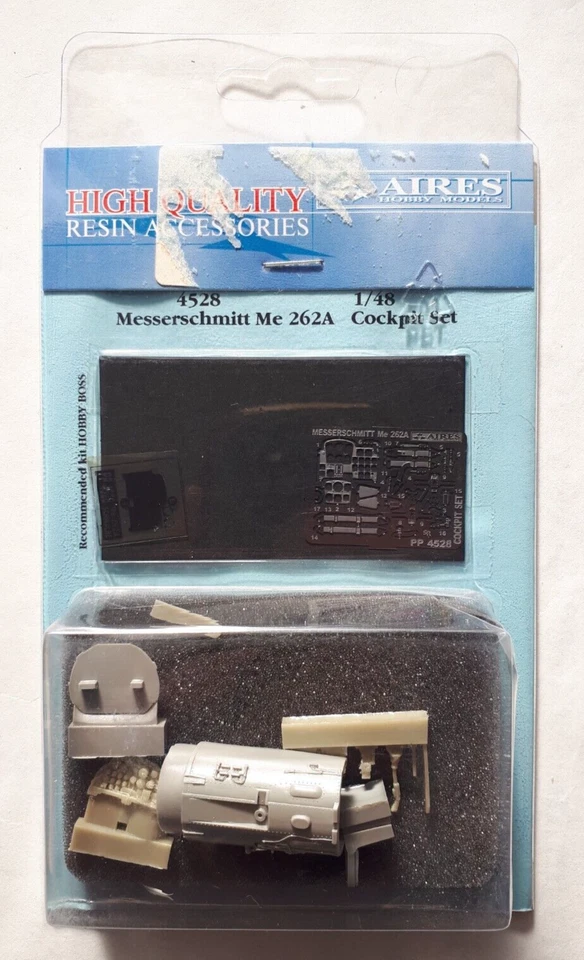 HIGH QUALITY
RESIN ACCESSORIES
AIRES
HOBBY MODELS
4528 1/48
Messerschmitt Me 262A Cockpit Set
PET
Recommended kit HOBBY BOSS
MESSERSCHMITT Me 262A AIRES
COCKPIT SET
PP 4528